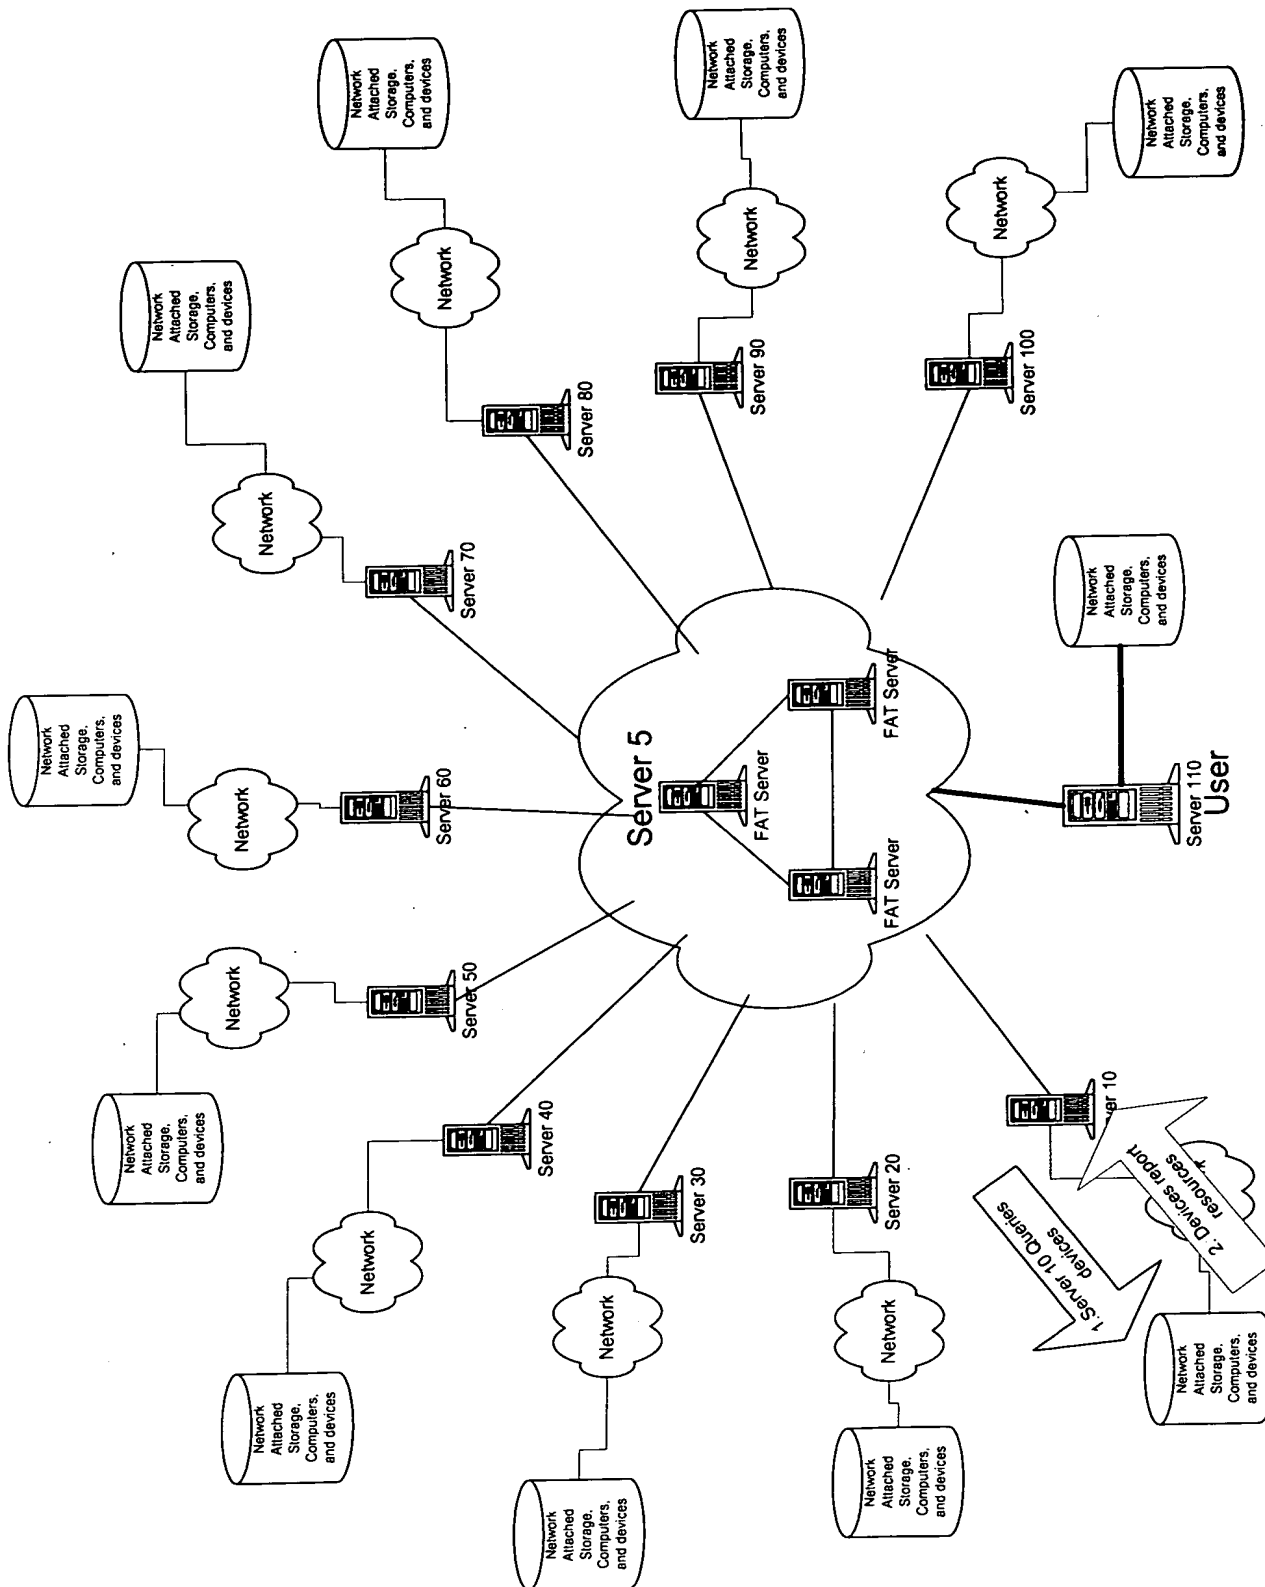 Network
Attached
Storage,
Computers,
and devices
Network
Server 50
Network
Attached
Storage,
Computers,
and devices
Network
Server 60
Network
Attached
Storage,
Computers,
and devices
Network
Server 70
Network
Attached
Storage,
Computers,
and devices
Network
Server 80
Network
Attached
Storage,
Computers,
and devices
Network
Server 40
Network
Attached
Storage,
Computers,
and devices
Network
Server 30
Server 5
FAT Server
FAT Server
FAT Server
Network
Attached
Storage,
Computers,
and devices
Network
Server 90
Network
Attached
Storage,
Computers,
and devices
Network
Server 20
Network
Attached
Storage,
Computers,
and devices
Network
Server 100
1.Server 10 Queries
devices
2. Devices report
resources
Network
Attached
Storage,
Computers,
and devices
Server 110
User
Network
Attached
Storage,
Computers,
and devices